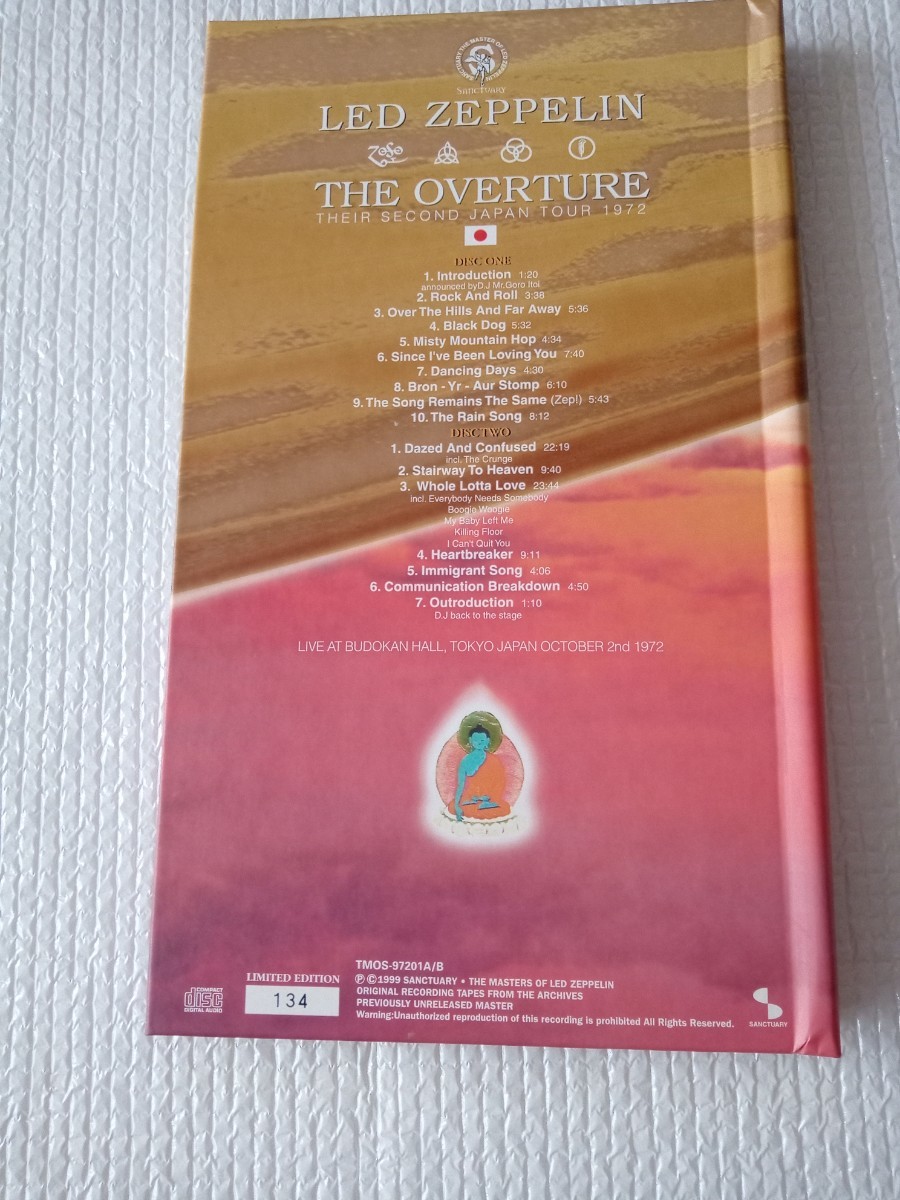 SANCTUARY THE MASTER OF LED ZEPPELIN
S
Sanctuary
LED ZEPPELIN
ZoSo
THE OVERTURE
THEIR SECOND JAPAN TOUR 1972
DISC ONE
1. Introduction 1:20
announced by D.J Mr.Goro Itoi
2. Rock And Roll 3:38
3. Over The Hills And Far Away 5:36
4. Black Dog 5:32
5. Misty Mountain Hop 4:34
6. Since I've Been Loving You 7:40
7. Dancing Days 4:30
8. Bron - Yr - Aur Stomp 6:10
9. The Song Remains The Same (Zep!) 5:43
10. The Rain Song 8:12
DISC TWO
1. Dazed And Confused 22:19
incl. The Crunge
2. Stairway To Heaven 9:40
3. Whole Lotta Love 23:44
incl. Everybody Needs Somebody
Boogie Woogie
My Baby Left Me
Killing Floor
I Can't Quit You
4. Heartbreaker 9:11
5. Immigrant Song 4:06
6. Communication Breakdown 4:50
7. Outroduction 1:10
D.J back to the stage
LIVE AT BUDOKAN HALL, TOKYO JAPAN OCTOBER 2nd 1972
COMPACT
disc
DIGITAL AUDIO
LIMITED EDITION
134
TMOS-97201A/B
℗©1999 SANCTUARY • THE MASTERS OF LED ZEPPELIN
ORIGINAL RECORDING TAPES FROM THE ARCHIVES
PREVIOUSLY UNRELEASED MASTER
Warning:Unauthorized reproduction of this recording is prohibited All Rights Reserved.
SANCTUARY